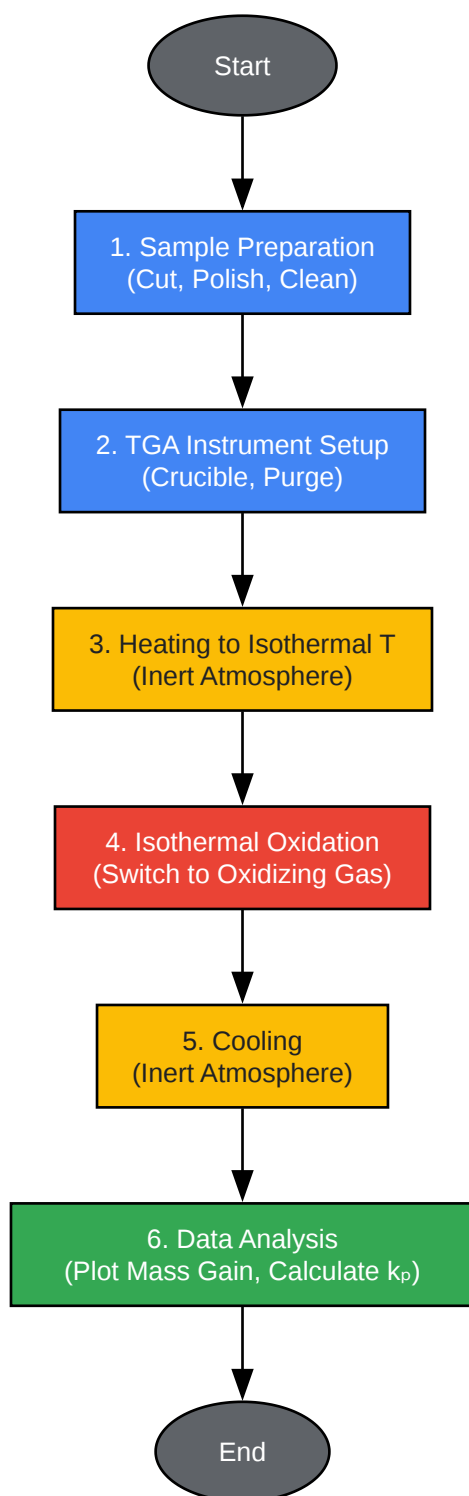 Start
1. Sample Preparation
(Cut, Polish, Clean)
2. TGA Instrument Setup
(Crucible, Purge)
3. Heating to Isothermal T
(Inert Atmosphere)
4. Isothermal Oxidation
(Switch to Oxidizing Gas)
5. Cooling
(Inert Atmosphere)
6. Data Analysis
(Plot Mass Gain, Calculate kₚ)
End